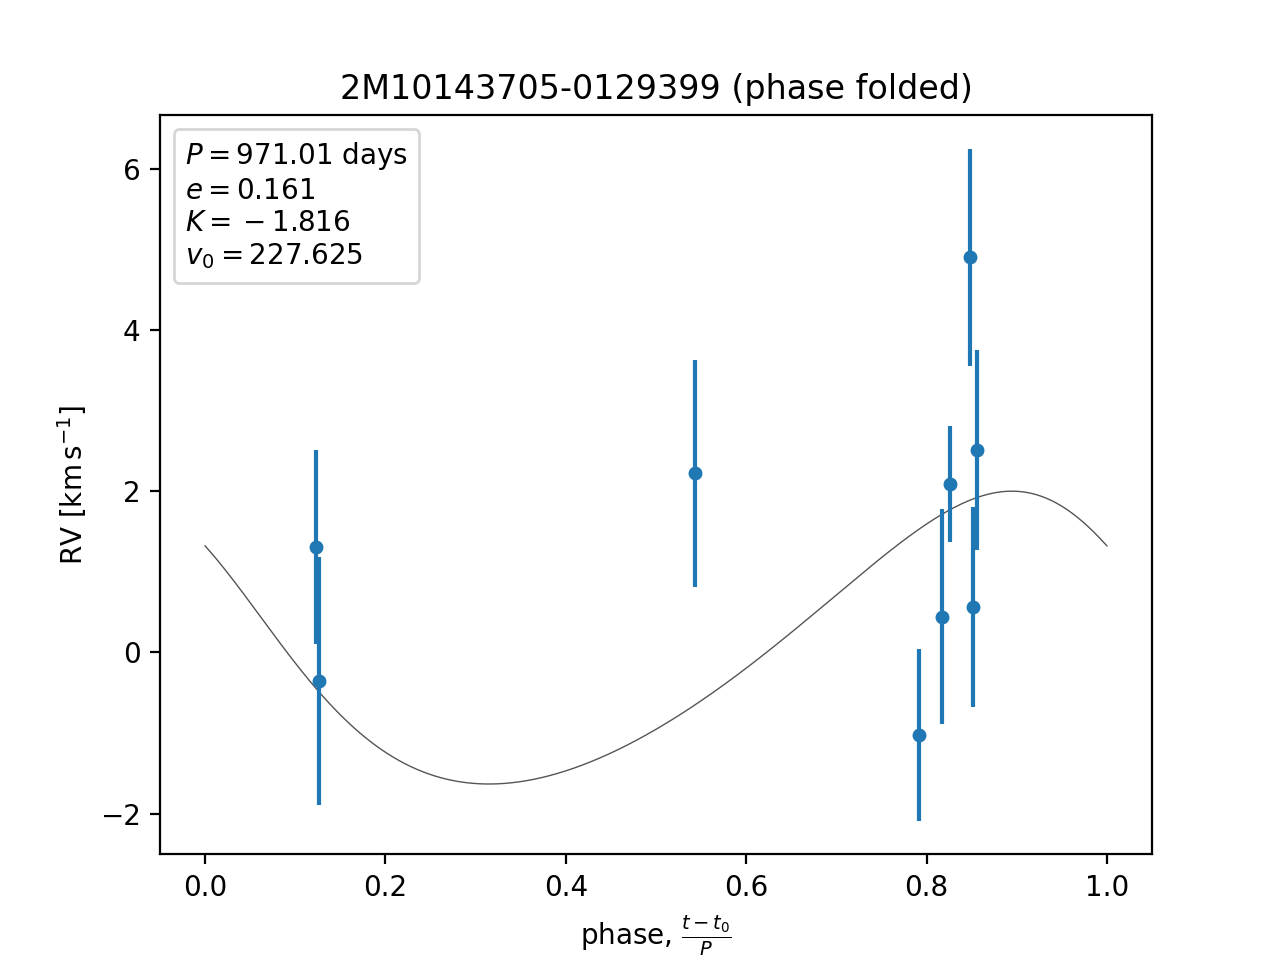 2M10143705-0129399 (phase folded)
P = 971.01 days
e = 0.161
K = −1.816
v₀ = 227.625
6
4
2
0
−2
RV [km s⁻¹]
0.0 0.2 0.4 0.6 0.8 1.0
phase, (t − t₀)/P